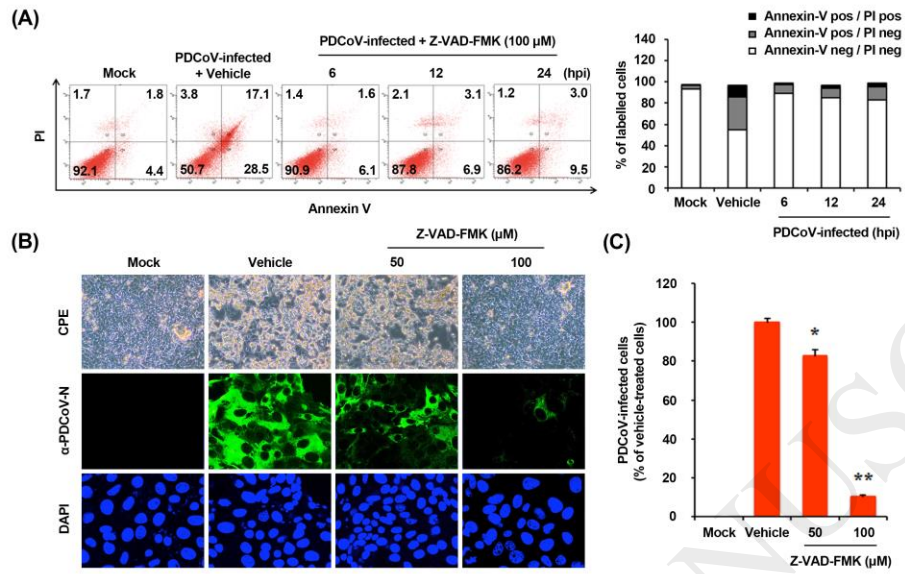 (A)
PDCoV-infected + Z-VAD-FMK (100 µM)
PDCoV-infected
+ Vehicle
Mock
6 12 24 (hpi)
1.7 1.8 3.8 17.1 1.4 1.6 2.1 3.1 1.2 3.0
PI
92.1 4.4 50.7 28.5 90.9 6.1 87.8 6.9 86.2 9.5
Annexin V
Annexin-V pos / PI pos
Annexin-V pos / PI neg
Annexin-V neg / PI neg
% of labelled cells
100
80
60
40
120
140
0
Mock Vehicle 6 12 24
PDCoV-infected (hpi)
(B)
Z-VAD-FMK (µM)
Mock Vehicle 50 100
CPE
α-PDCoV-N
DAPI
(C)
PDCoV-infected cells
(% of vehicle-treated cells)
120
100
80
60
40
20
10
0
*
**
Mock Vehicle 50 100
Z-VAD-FMK (µM)
NUSC